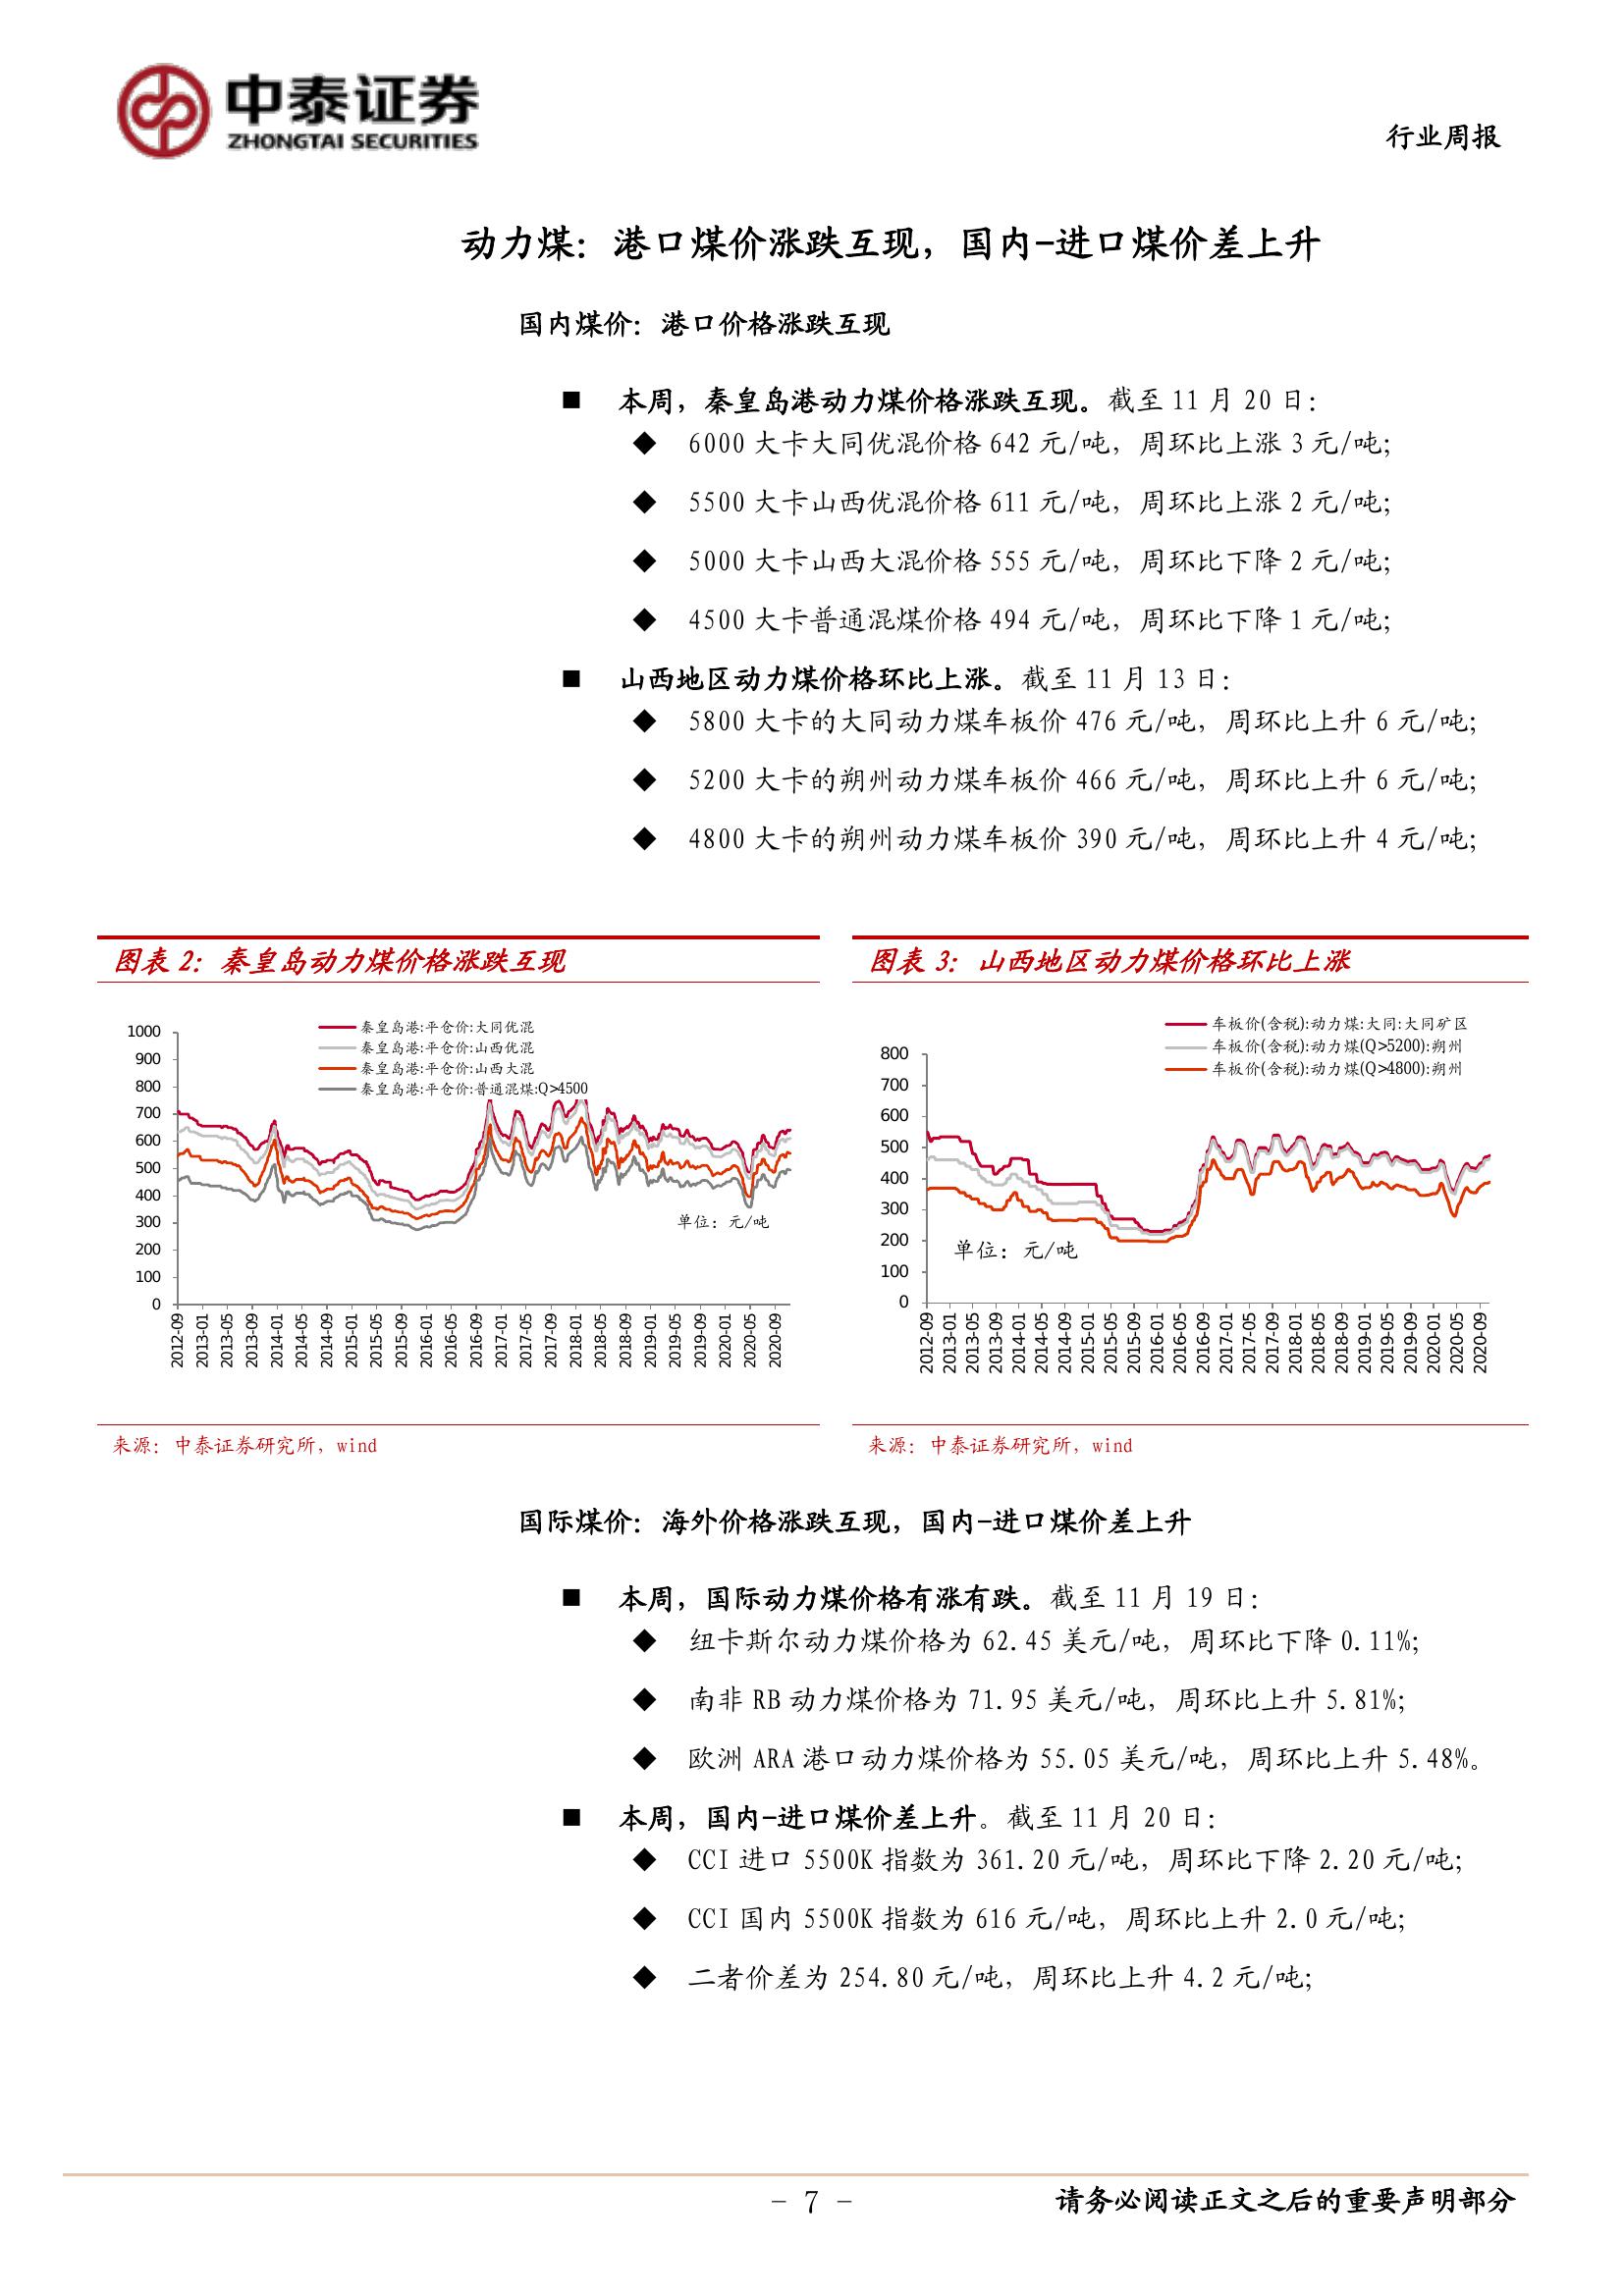 中泰证券
ZHONGTAI SECURITIES
行业周报
动力煤：港口煤价涨跌互现，国内-进口煤价差上升
国内煤价：港口价格涨跌互现
■ 本周，秦皇岛港动力煤价格涨跌互现。截至 11 月 20 日：
◆ 6000 大卡大同优混价格 642 元/吨，周环比上涨 3 元/吨；
◆ 5500 大卡山西优混价格 611 元/吨，周环比上涨 2 元/吨；
◆ 5000 大卡山西大混价格 555 元/吨，周环比下降 2 元/吨；
◆ 4500 大卡普通混煤价格 494 元/吨，周环比下降 1 元/吨；
■ 山西地区动力煤价格环比上涨。截至 11 月 13 日：
◆ 5800 大卡的大同动力煤车板价 476 元/吨，周环比上升 6 元/吨；
◆ 5200 大卡的朔州动力煤车板价 466 元/吨，周环比上升 6 元/吨；
◆ 4800 大卡的朔州动力煤车板价 390 元/吨，周环比上升 4 元/吨；
图表 2：秦皇岛动力煤价格涨跌互现
秦皇岛港:平仓价:大同优混
秦皇岛港:平仓价:山西优混
秦皇岛港:平仓价:山西大混
秦皇岛港:平仓价:普通混煤:Q>4500
1000
900
800
700
600
500
400
300
200
100
0
单位：元/吨
2012-09 2013-01 2013-05 2013-09 2014-01 2014-05 2014-09 2015-01 2015-05 2015-09 2016-01 2016-05 2016-09 2017-01 2017-05 2017-09 2018-01 2018-05 2018-09 2019-01 2019-05 2019-09 2020-01 2020-05 2020-09
来源：中泰证券研究所，wind
图表 3：山西地区动力煤价格环比上涨
车板价(含税):动力煤:大同:大同矿区
车板价(含税):动力煤(Q>5200):朔州
车板价(含税):动力煤(Q>4800):朔州
800
700
600
500
400
300
200
100
0
单位：元/吨
2012-09 2013-01 2013-05 2013-09 2014-01 2014-05 2014-09 2015-01 2015-05 2015-09 2016-01 2016-05 2016-09 2017-01 2017-05 2017-09 2018-01 2018-05 2018-09 2019-01 2019-05 2019-09 2020-01 2020-05 2020-09
来源：中泰证券研究所，wind
国际煤价：海外价格涨跌互现，国内-进口煤价差上升
■ 本周，国际动力煤价格有涨有跌。截至 11 月 19 日：
◆ 纽卡斯尔动力煤价格为 62.45 美元/吨，周环比下降 0.11%；
◆ 南非 RB 动力煤价格为 71.95 美元/吨，周环比上升 5.81%；
◆ 欧洲 ARA 港口动力煤价格为 55.05 美元/吨，周环比上升 5.48%。
■ 本周，国内-进口煤价差上升。截至 11 月 20 日：
◆ CCI 进口 5500K 指数为 361.20 元/吨，周环比下降 2.20 元/吨；
◆ CCI 国内 5500K 指数为 616 元/吨，周环比上升 2.0 元/吨；
◆ 二者价差为 254.80 元/吨，周环比上升 4.2 元/吨；
- 7 -
请务必阅读正文之后的重要声明部分